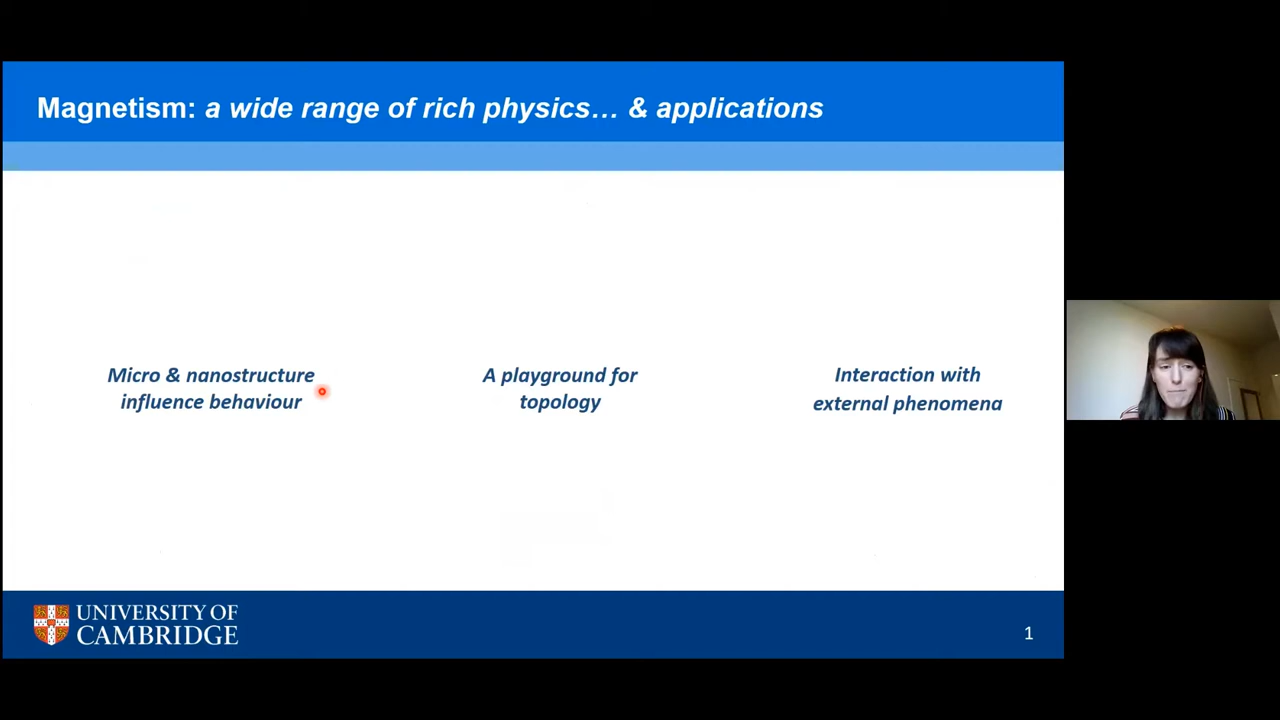 Magnetism: a wide range of rich physics… & applications
Micro & nanostructure
influence behaviour
A playground for
topology
Interaction with
external phenomena
UNIVERSITY OF
CAMBRIDGE
1